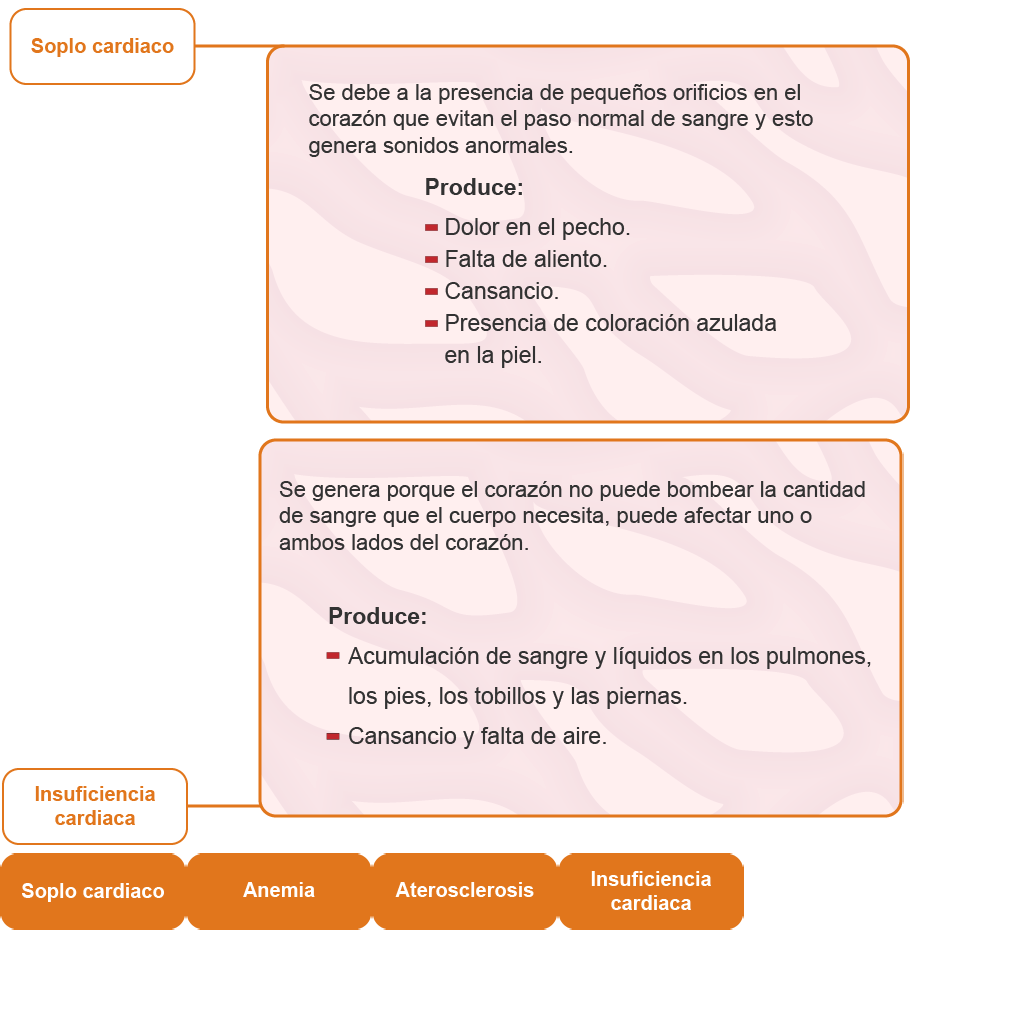 Soplo cardiaco
Se debe a la presencia de pequeños orificios en el
corazón que evitan el paso normal de sangre y esto
genera sonidos anormales.
Produce:
Dolor en el pecho.
Falta de aliento.
Cansancio.
Presencia de coloración azulada
en la piel.
Se genera porque el corazón no puede bombear la cantidad
de sangre que el cuerpo necesita, puede afectar uno o
ambos lados del corazón.
Produce:
Acumulación de sangre y líquidos en los pulmones,
los pies, los tobillos y las piernas.
Cansancio y falta de aire.
Insuficiencia
cardiaca
Soplo cardiaco
Anemia
Aterosclerosis
Insuficiencia
cardiaca